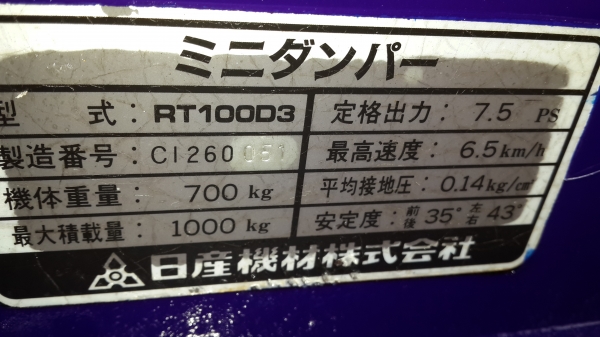 ミニダンパー
型 式: RT100D3 定格出力: 7.5 PS
製造番号: CI260 最高速度: 6.5km/h
機体重量: 700 kg 平均接地圧: 0.14kg/cm²
最大積載量: 1000 kg 安定度: 前後 35° 左右 43°
日産機材株式会社